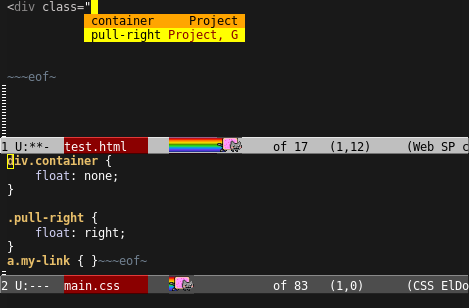 <div class="
container Project
pull-right Project, G
~~~eof~
1 U:**- test.html of 17 (1,12) (Web SP c
div.container {
float: none;
}
.pull-right {
float: right;
}
a.my-link { }~~~eof~
2 U:--- main.css of 83 (1,0) (CSS ElDo